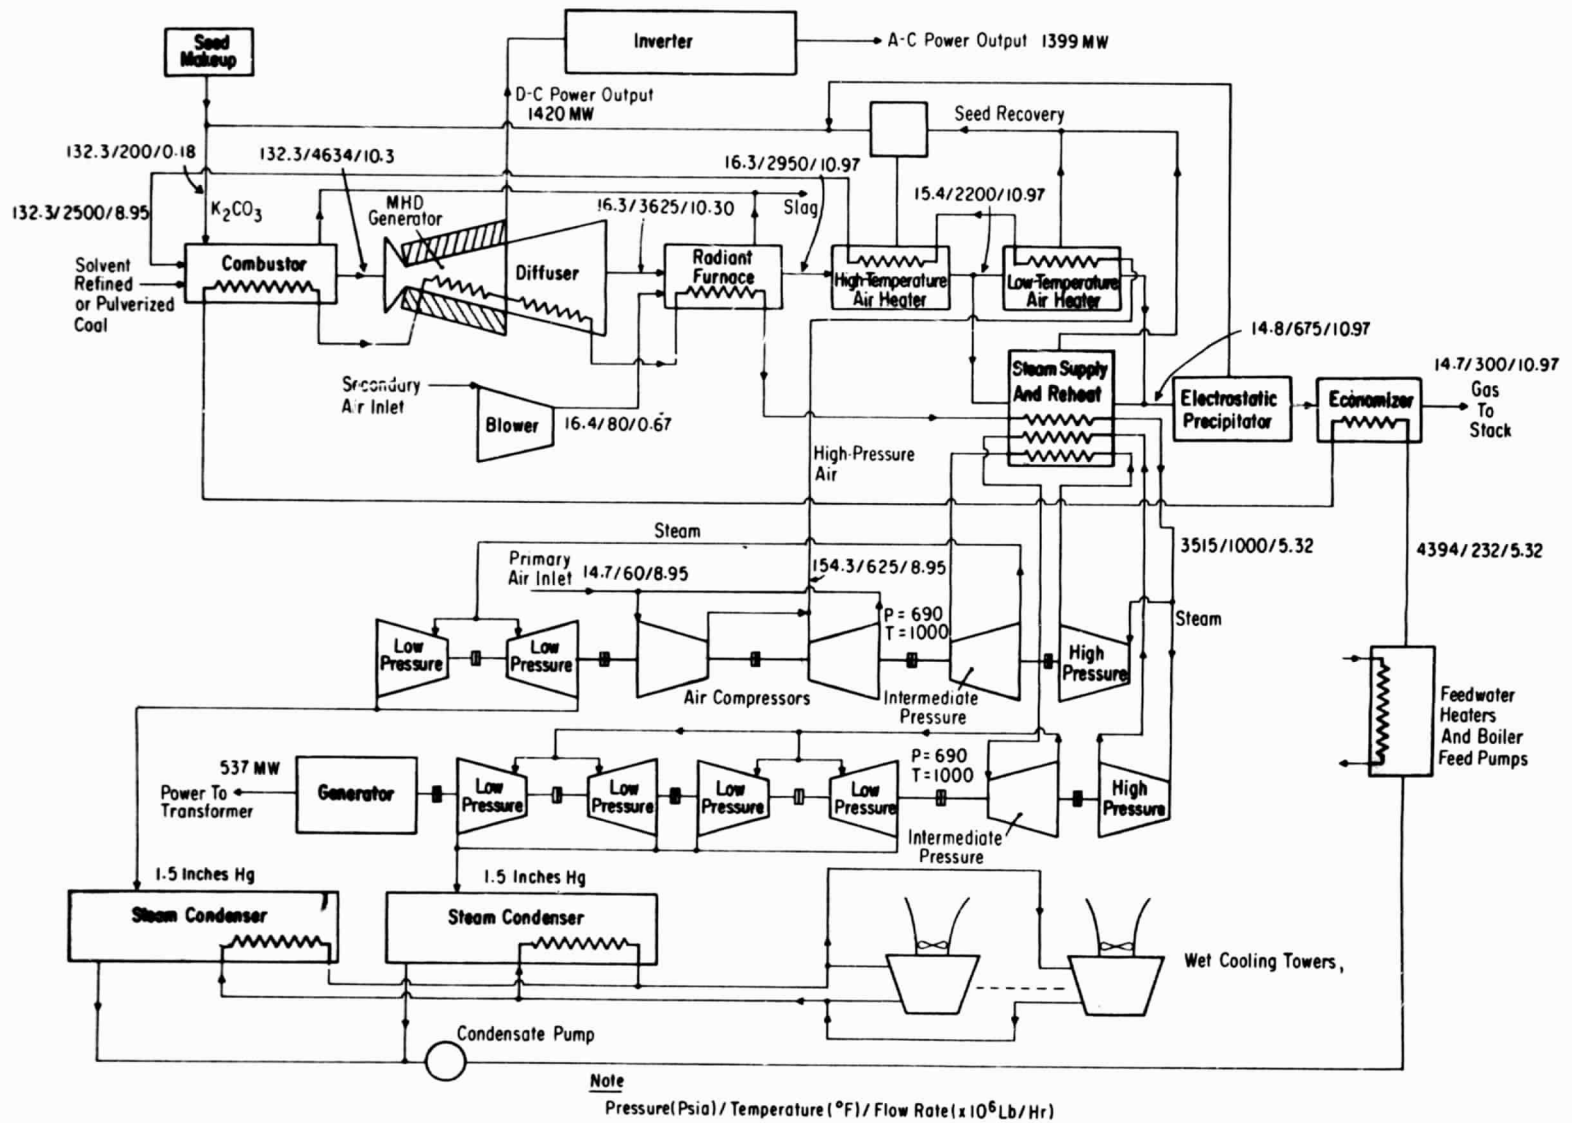 Seed
Makeup
Inverter
A-C Power Output 1399 MW
D-C Power Output
1420 MW
Seed Recovery
132.3/200/0.18
132.3/4634/10.3
16.3/2950/10.97
132.3/2500/8.95
K2CO3
MHD
Generator
16.3/3625/10.30
Slag
15.4/2200/10.97
Solvent
Refined
or Pulverized
Coal
Combustor
Diffuser
Radiant
Furnace
High-Temperature
Air Heater
Low-Temperature
Air Heater
14.8/675/10.97
14.7/300/10.97
Gas
To
Stack
Secondary
Air Inlet
Blower
16.4/80/0.67
Steam Supply
And Reheat
Electrostatic
Precipitator
Economizer
High-Pressure
Air
Steam
Primary
Air Inlet
14.7/60/8.95
154.3/625/8.95
3515/1000/5.32
4394/232/5.32
P = 690
T = 1000
Steam
Low
Pressure
Low
Pressure
Air Compressors
Intermediate
Pressure
High
Pressure
Feedwater
Heaters
And Boiler
Feed Pumps
537 MW
Power To
Transformer
Generator
Low
Pressure
Low
Pressure
Low
Pressure
Low
Pressure
P = 690
T = 1000
Intermediate
Pressure
High
Pressure
1.5 Inches Hg
Steam Condenser
1.5 Inches Hg
Steam Condenser
Wet Cooling Towers,
Condensate Pump
Note
Pressure(Psia)/Temperature(°F)/Flow Rate(x10⁶Lb/Hr)